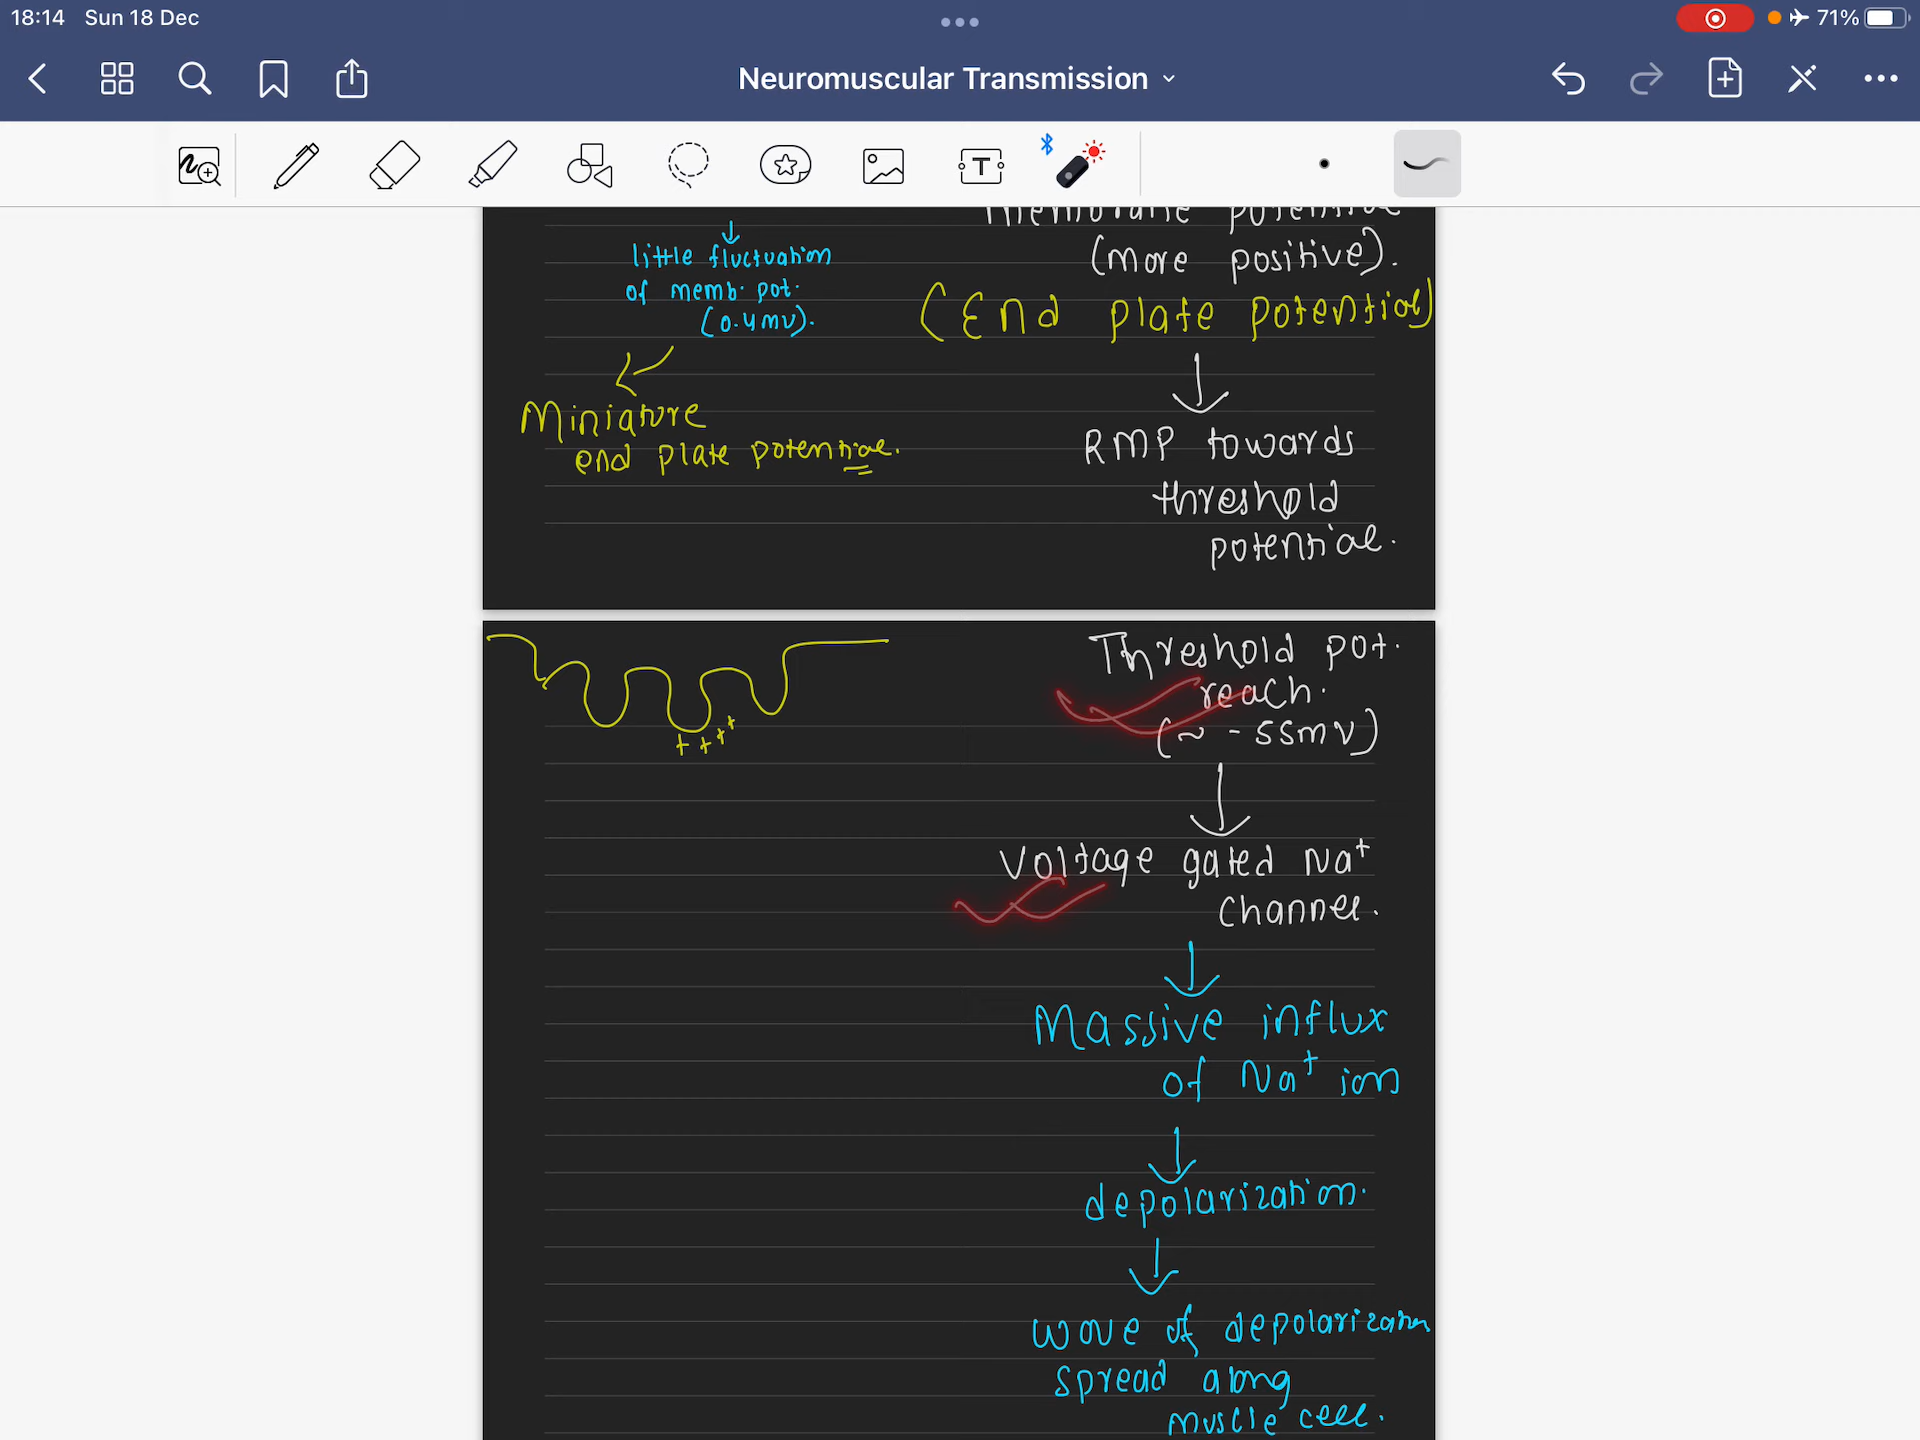 18:14 Sun 18 Dec
71%
Neuromuscular Transmission
T
membrane potential
(more positive).
(End plate potential)
little fluctuation
of memb. pot.
(0.4mv).
Miniature
end plate potential.
RMP towards
threshold
potential.
Threshold pot.
reach.
(~ -55mv)
+ + + +
Voltage gated Na+
channel.
Massive influx
of Na+ ion
depolarization.
wave of depolarization
spread along
muscle cell.